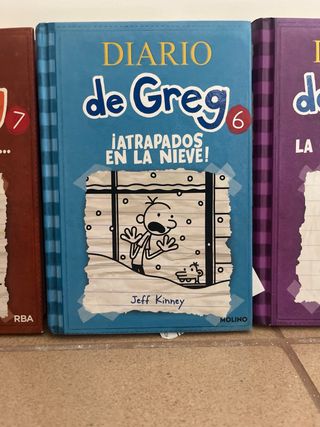 DIARIO
de Greg 6
¡ATRAPADOS
EN LA NIEVE!
Jeff Kinney
MOLINO
7
...
RBA
LA